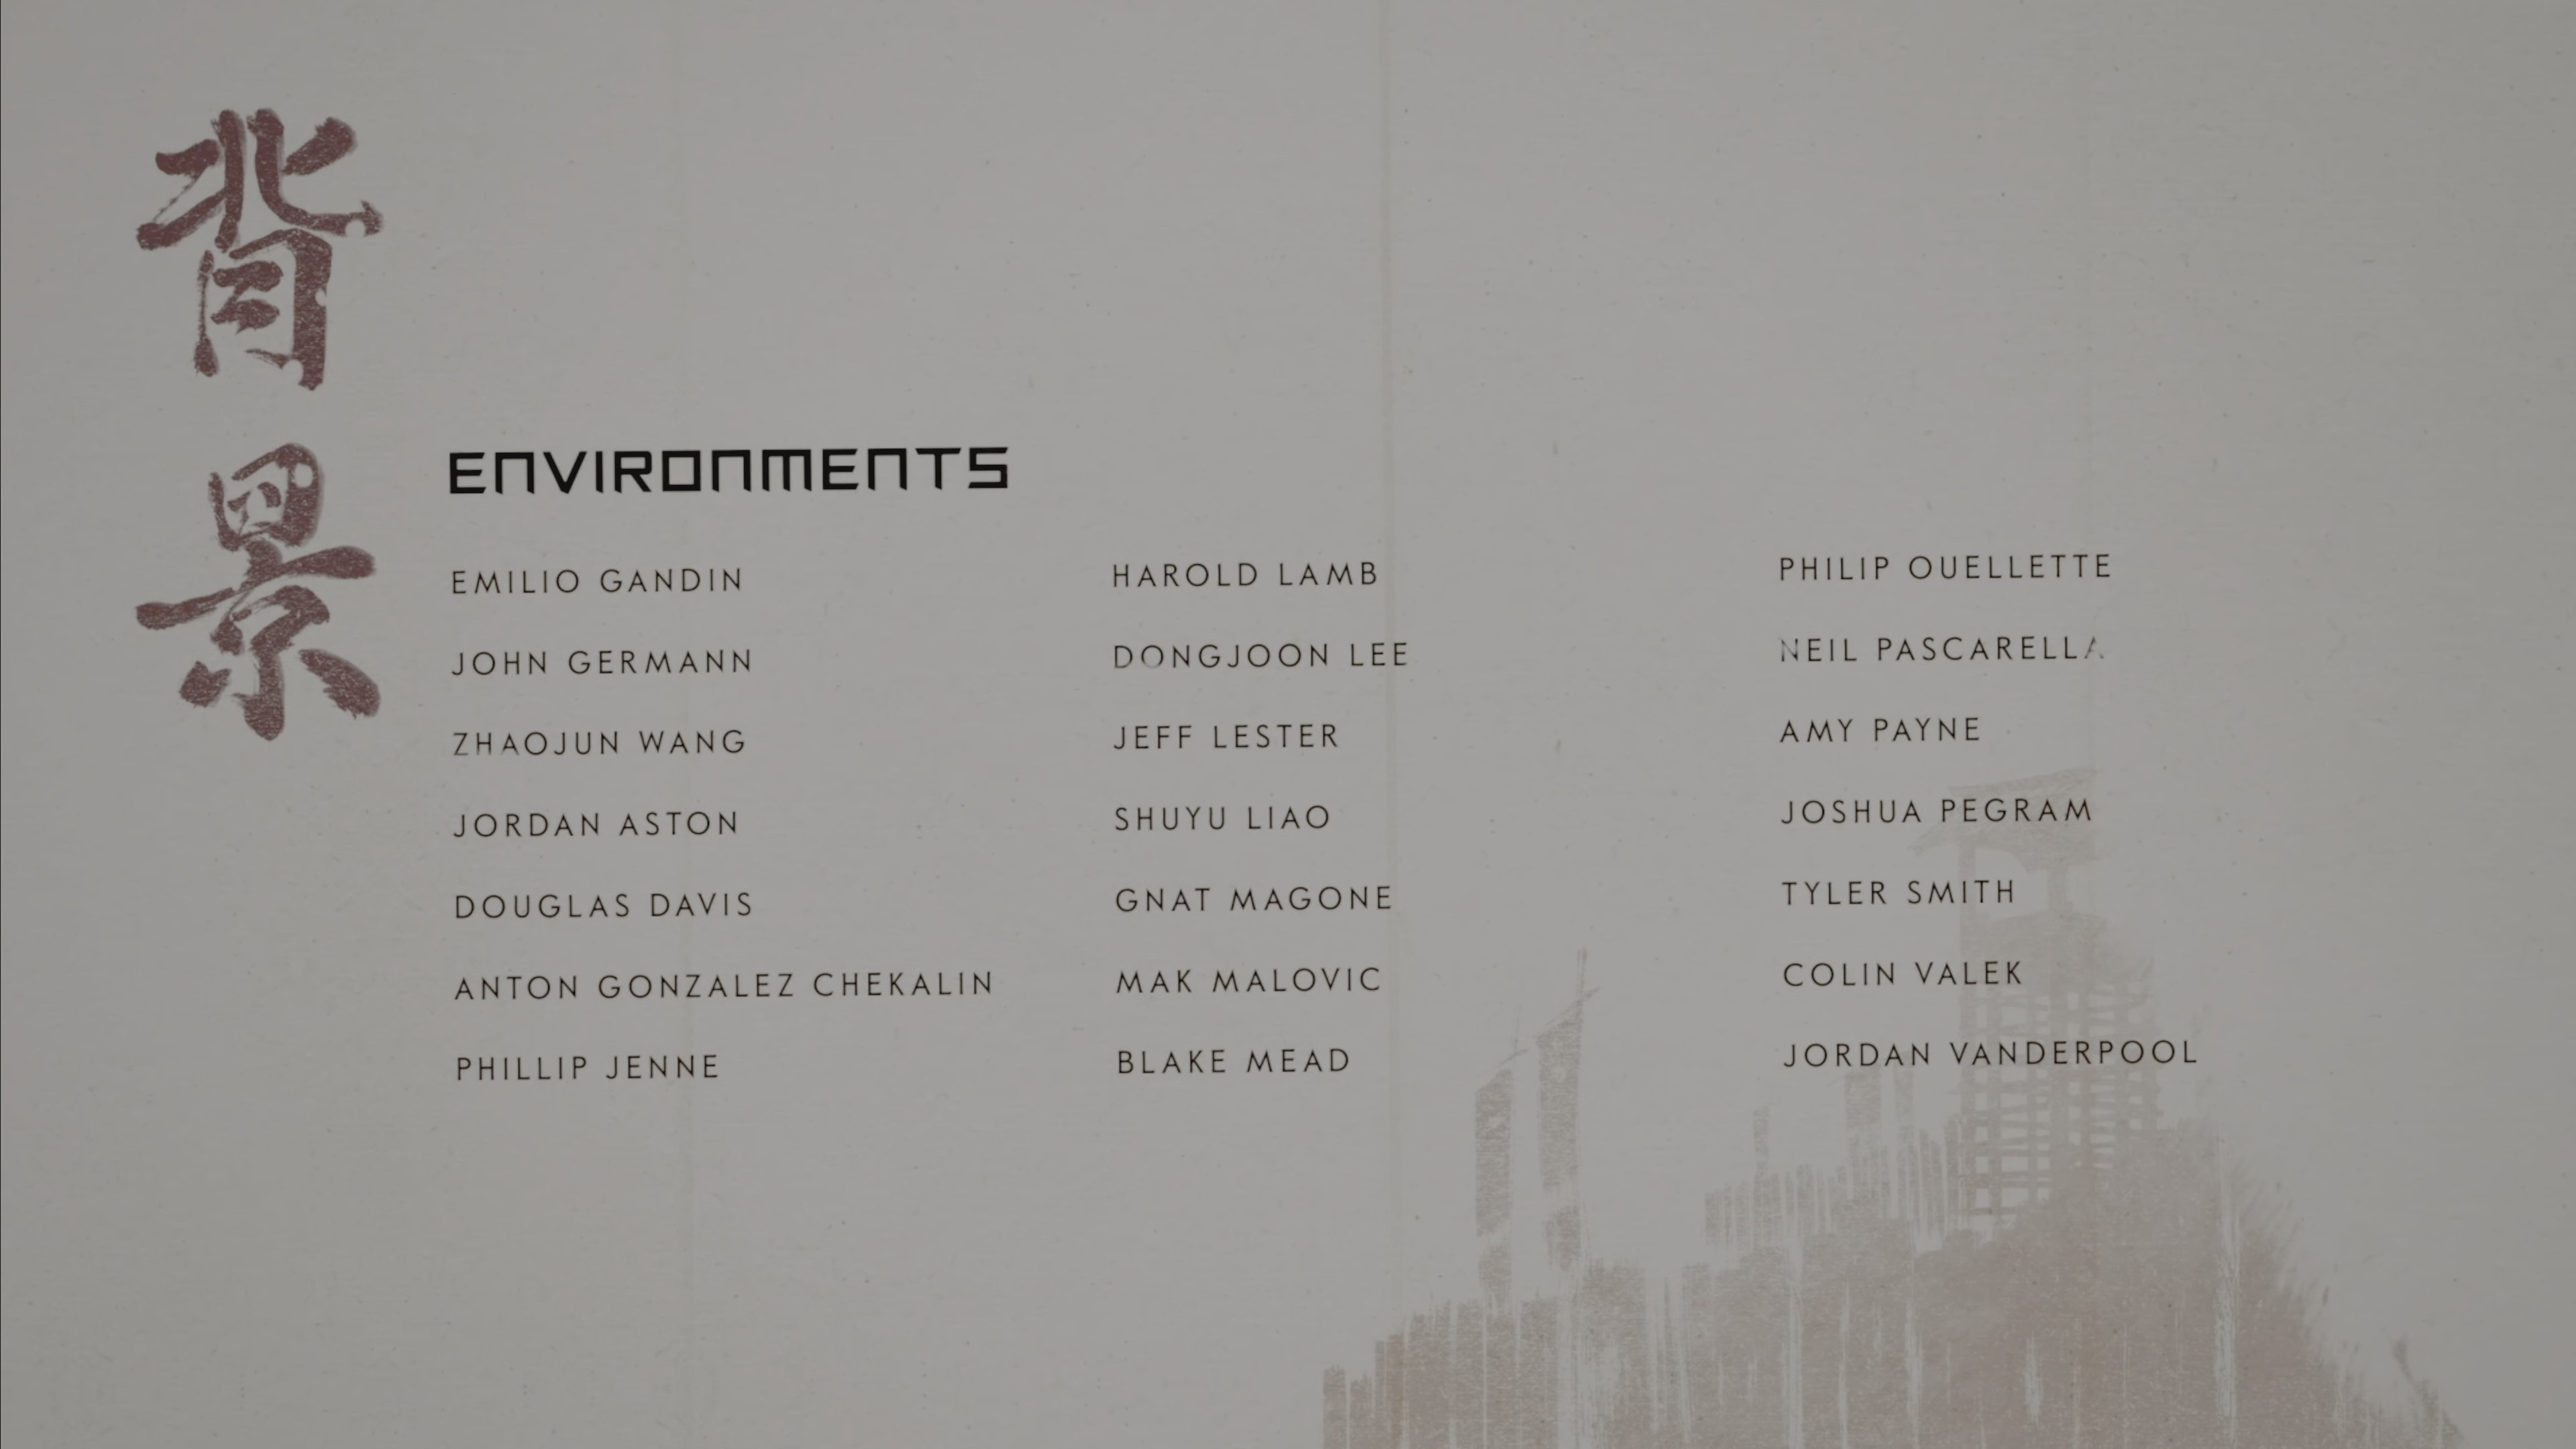 背景
ENVIRONMENTS
EMILIO GANDIN
JOHN GERMANN
ZHAOJUN WANG
JORDAN ASTON
DOUGLAS DAVIS
ANTON GONZALEZ CHEKALIN
PHILLIP JENNE
HAROLD LAMB
DONGJOON LEE
JEFF LESTER
SHUYU LIAO
GNAT MAGONE
MAK MALOVIC
BLAKE MEAD
PHILIP OUELLETTE
NEIL PASCARELLA
AMY PAYNE
JOSHUA PEGRAM
TYLER SMITH
COLIN VALEK
JORDAN VANDERPOOL